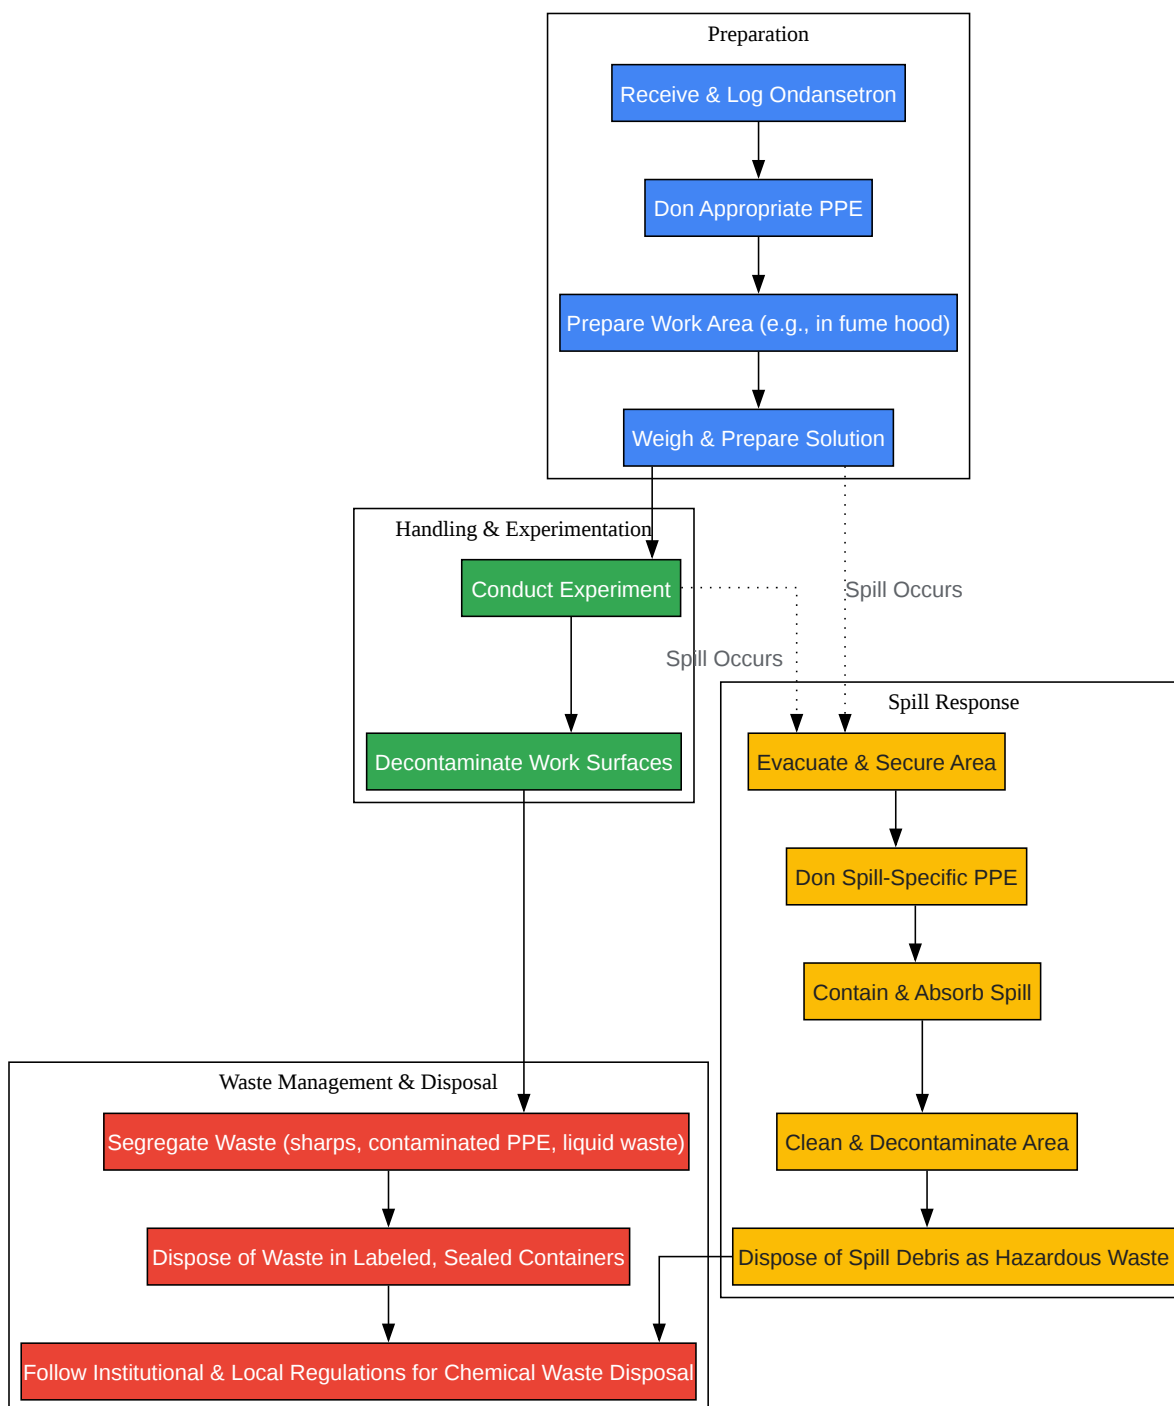 Preparation
Receive & Log Ondansetron
Don Appropriate PPE
Prepare Work Area (e.g., in fume hood)
Weigh & Prepare Solution
Handling & Experimentation
Conduct Experiment
Spill Occurs
Spill Occurs
Decontaminate Work Surfaces
Spill Response
Evacuate & Secure Area
Don Spill-Specific PPE
Contain & Absorb Spill
Clean & Decontaminate Area
Dispose of Spill Debris as Hazardous Waste
Waste Management & Disposal
Segregate Waste (sharps, contaminated PPE, liquid waste)
Dispose of Waste in Labeled, Sealed Containers
Follow Institutional & Local Regulations for Chemical Waste Disposal